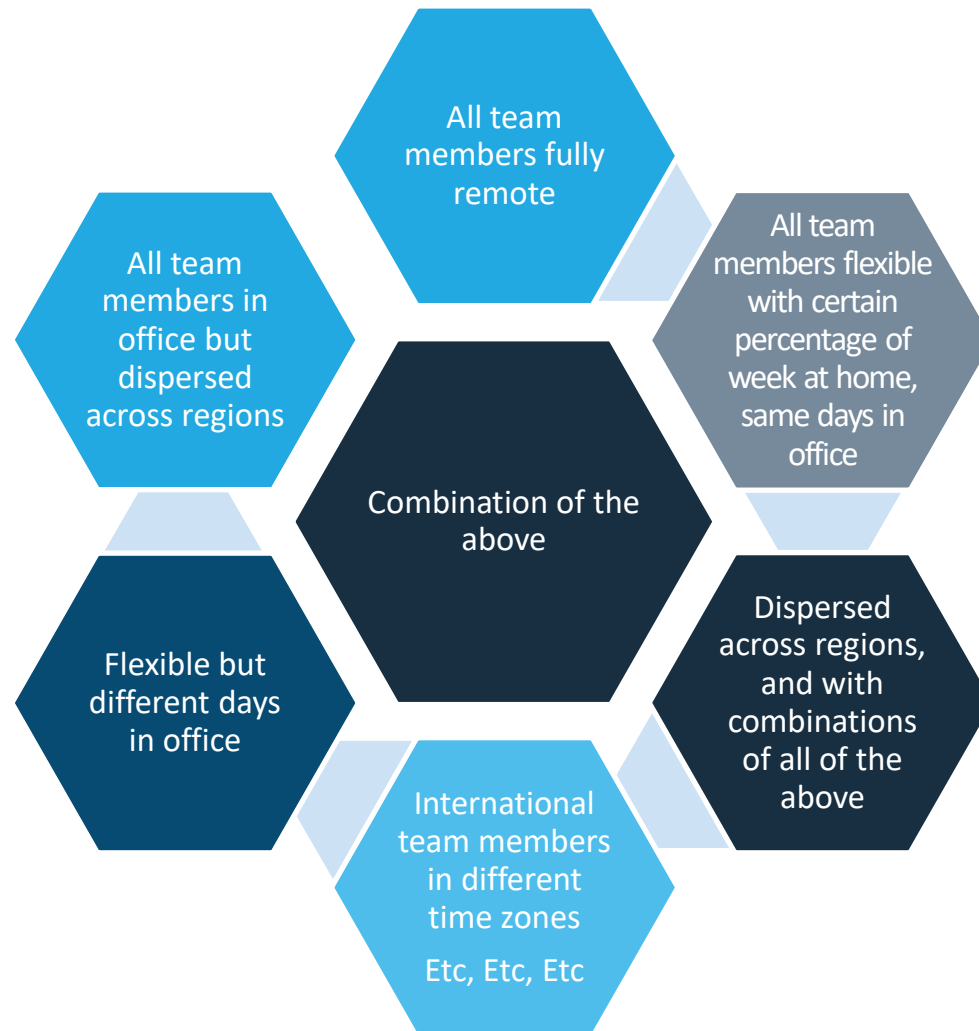 All team
members fully
remote
All team
members flexible
with certain
percentage of
week at home,
same days in
office
Dispersed
across regions,
and with
combinations
of all of the
above
International
team members
in different
time zones
Etc, Etc, Etc
Flexible but
different days
in office
All team
members in
office but
dispersed
across regions
Combination of the
above